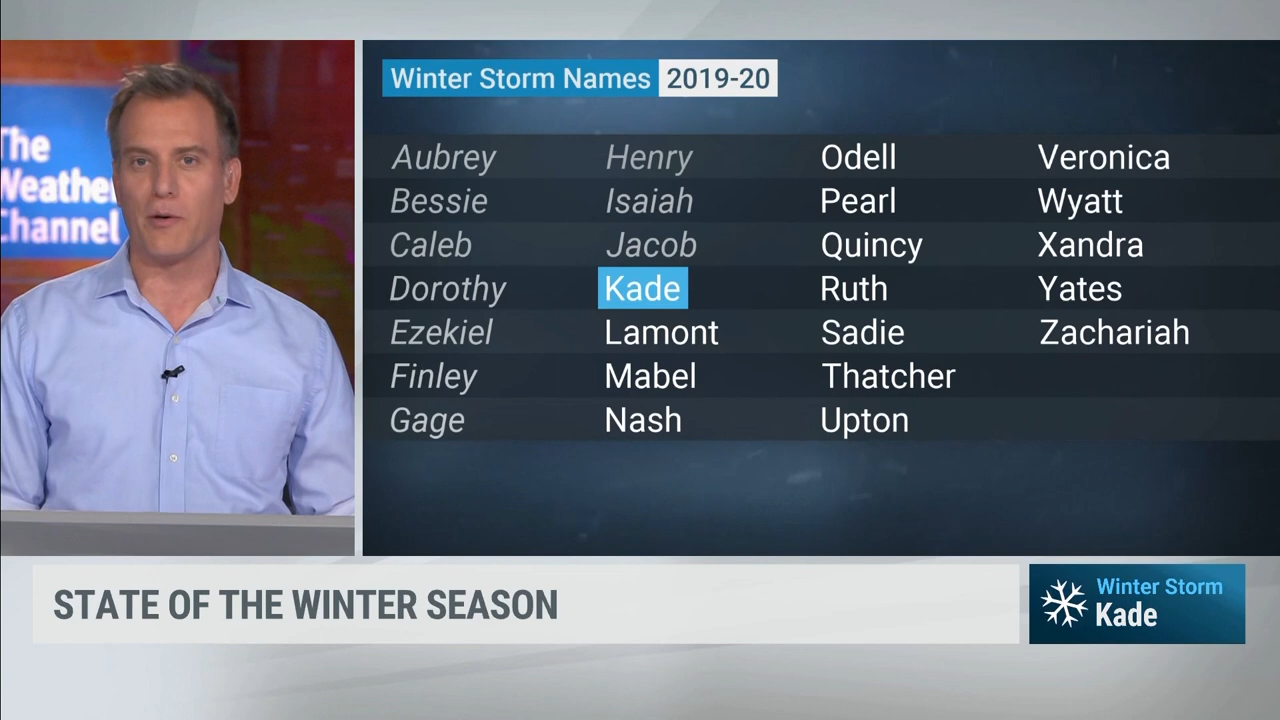 The
Weather
Channel
Winter Storm Names 2019-20
Aubrey
Bessie
Caleb
Dorothy
Ezekiel
Finley
Gage
Henry
Isaiah
Jacob
Kade
Lamont
Mabel
Nash
Odell
Pearl
Quincy
Ruth
Sadie
Thatcher
Upton
Veronica
Wyatt
Xandra
Yates
Zachariah
STATE OF THE WINTER SEASON
Winter Storm
Kade